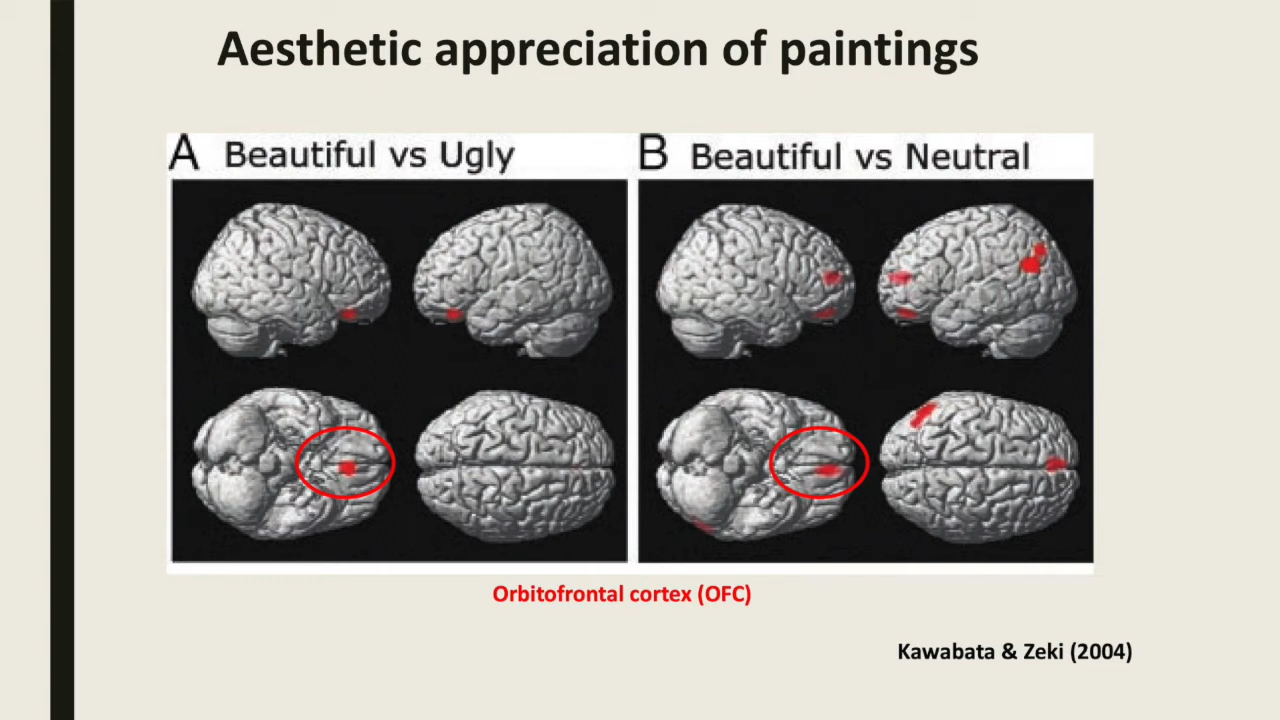 Aesthetic appreciation of paintings
A Beautiful vs Ugly
B Beautiful vs Neutral
Orbitofrontal cortex (OFC)
Kawabata & Zeki (2004)